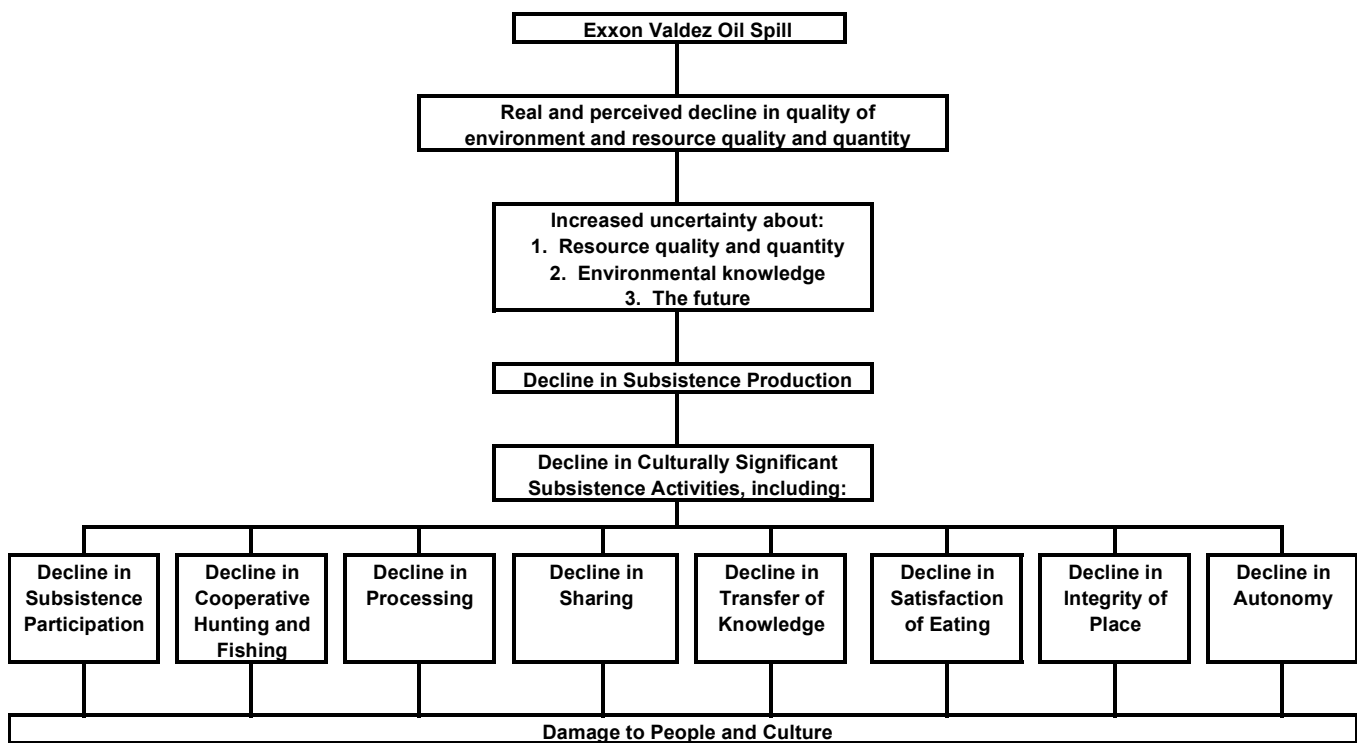 Exxon Valdez Oil Spill
Real and perceived decline in quality of
environment and resource quality and quantity
Increased uncertainty about:
1. Resource quality and quantity
2. Environmental knowledge
3. The future
Decline in Subsistence Production
Decline in Culturally Significant
Subsistence Activities, including:
Decline in
Subsistence
Participation
Decline in
Cooperative
Hunting and
Fishing
Decline in
Processing
Decline in
Sharing
Decline in
Transfer of
Knowledge
Decline in
Satisfaction
of Eating
Decline in
Integrity of
Place
Decline in
Autonomy
Damage to People and Culture